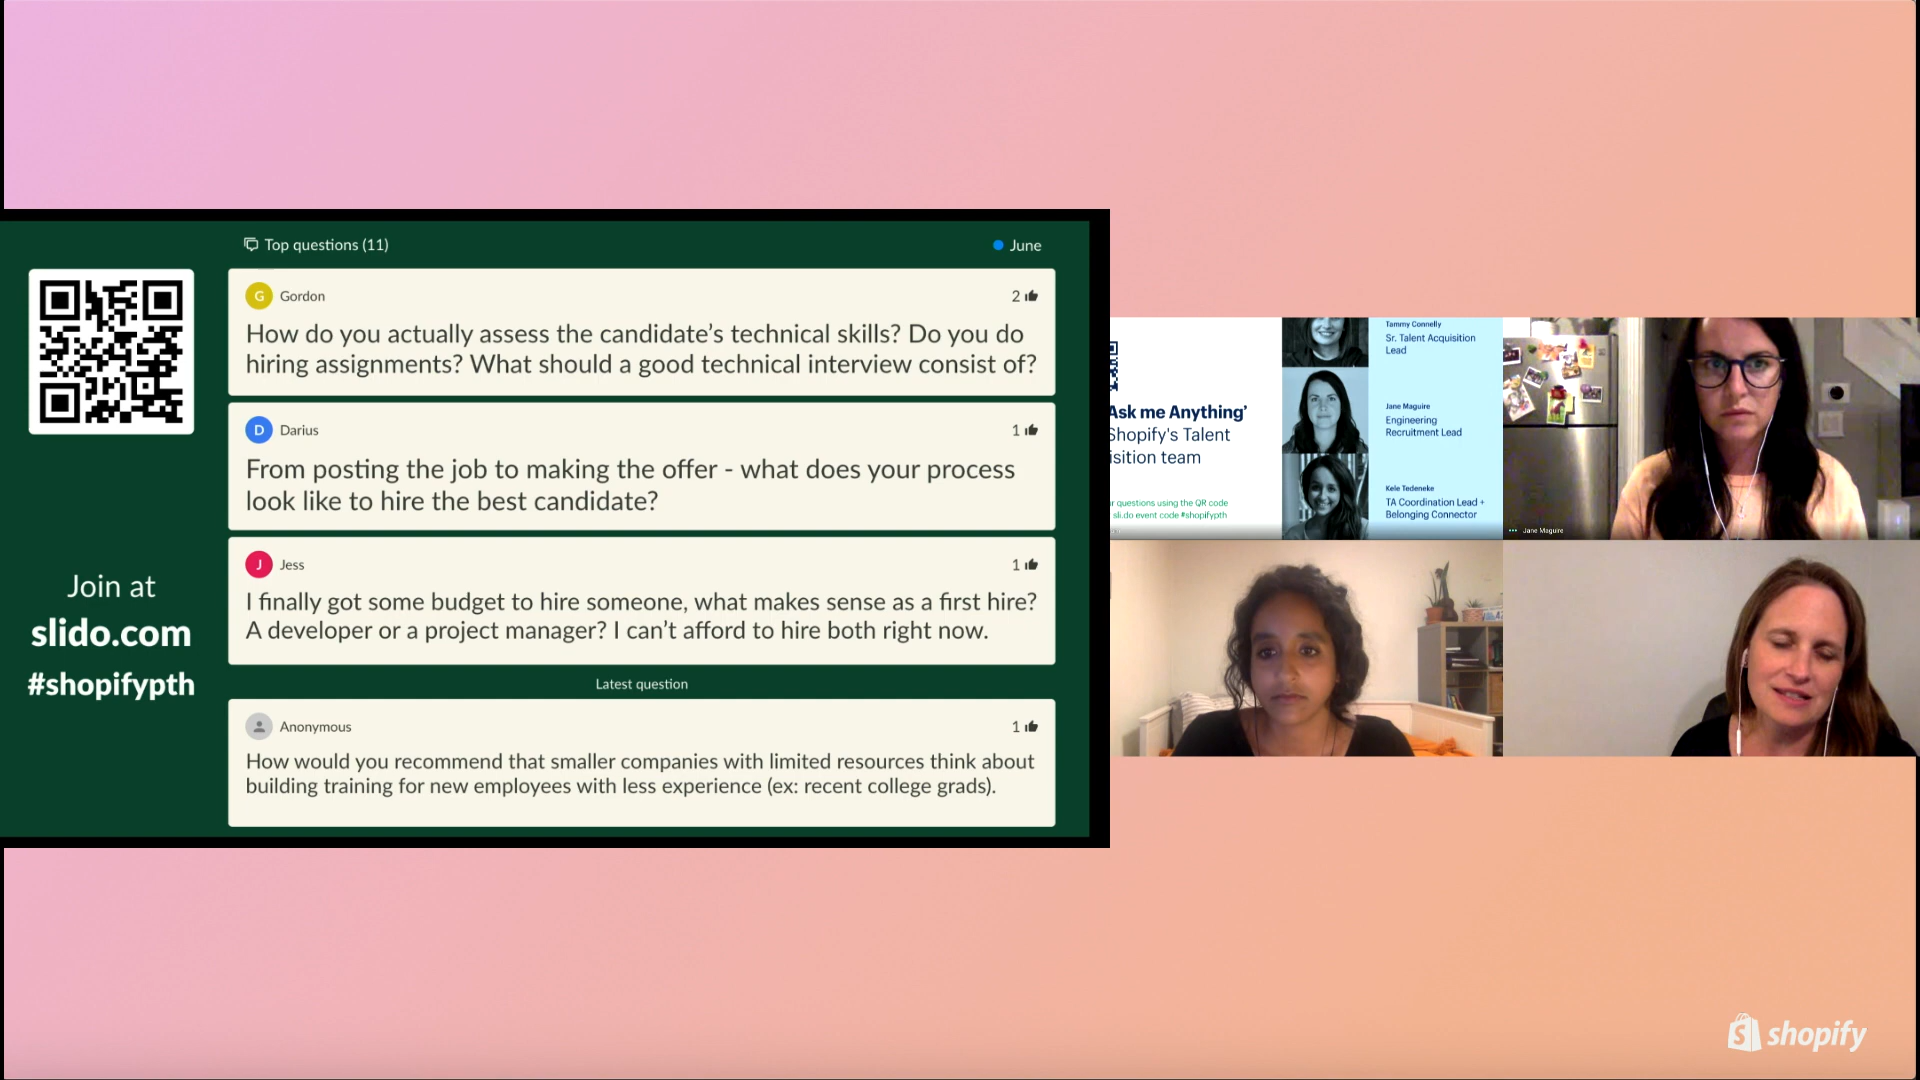 Top questions (11)
June
G Gordon
2
How do you actually assess the candidate's technical skills? Do you do
hiring assignments? What should a good technical interview consist of?
D Darius
1
From posting the job to making the offer - what does your process
look like to hire the best candidate?
J Jess
1
I finally got some budget to hire someone, what makes sense as a first hire?
A developer or a project manager? I can't afford to hire both right now.
Latest question
Anonymous
1
How would you recommend that smaller companies with limited resources think about
building training for new employees with less experience (ex: recent college grads).
Join at
slido.com
#shopifypth
Ask me Anything'
Shopify's Talent
isition team
r questions using the QR code
sli.do event code #shopifypth
Tammy Connelly
Sr. Talent Acquisition
Lead
Jane Maguire
Engineering
Recruitment Lead
Kele Tedeneke
TA Coordination Lead +
Belonging Connector
Jane Maguire
shopify